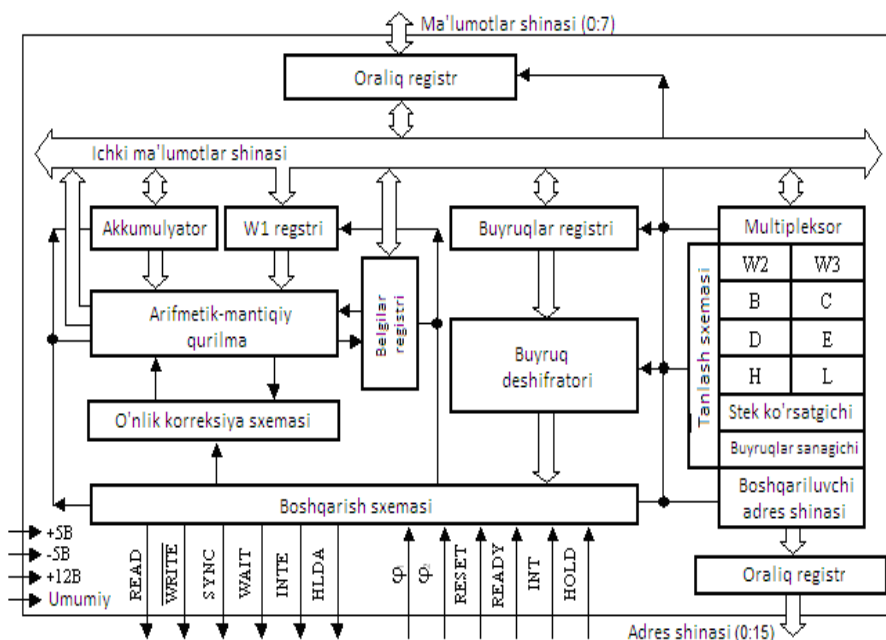 Ma'lumotlar shinasi (0:7)
Oraliq registr
Ichki ma'lumotlar shinasi
Akkumulyator
W1 regstri
Buyruqlar registri
Multipleksor
Tanlash sxemasi
W2
W3
B
C
D
E
H
L
Stek ko'rsatgichi
Buyruqlar sanagichi
Boshqariluvchi
adres shinasi
Arifmetik-mantiqiy
qurilma
Belgilar
registri
Buyruq
deshifratori
O'nlik korreksiya sxemasi
Boshqarish sxemasi
+5B
-5B
+12B
Umumiy
READ
WRITE
SYNC
WAIT
INTE
HLDA
φ₁
φ₂
RESET
READY
INT
HOLD
Oraliq registr
Adres shinasi (0:15)